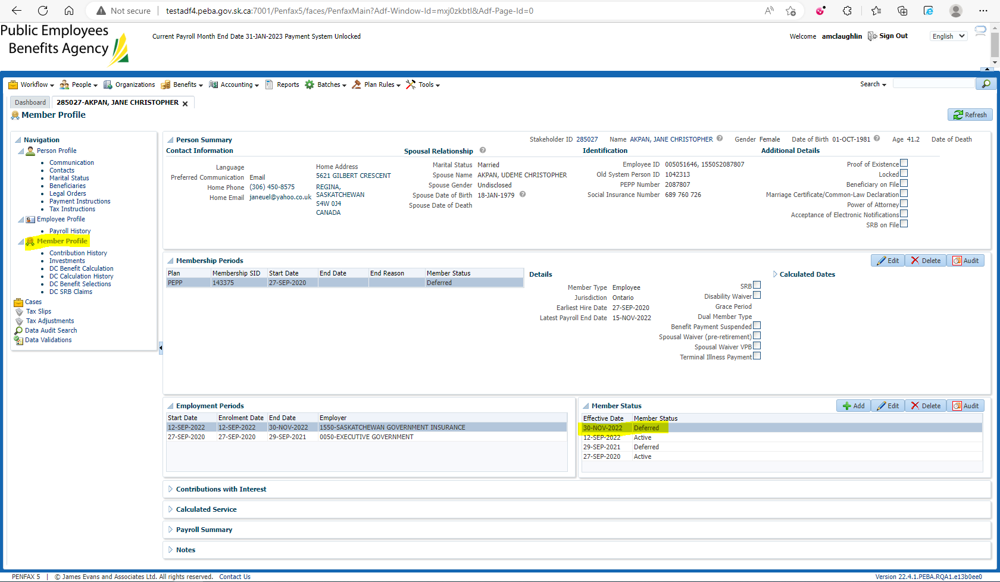 Not secure | testadf4.peba.gov.sk.ca:7001/Penfax5/faces/PenfaxMain?Adf-Window-Id=mxj0zkbtl&Adf-Page-Id=0
Public Employees
Benefits Agency
Current Payroll Month End Date 31-JAN-2023 Payment System Unlocked
Welcome amclaughlin Sign Out English
Workflow People Organizations Benefits Accounting Reports Batches Plan Rules Tools Search
Dashboard 285027-AKPAN, JANE CHRISTOPHER
Member Profile Refresh
Navigation
Person Profile
Communication
Contacts
Marital Status
Beneficiaries
Legal Orders
Payment Instructions
Tax Instructions
Employee Profile
Payroll History
Member Profile
Contribution History
Investments
DC Benefit Calculation
DC Calculation History
DC Benefit Selections
DC SRB Claims
Cases
Tax Slips
Tax Adjustments
Data Audit Search
Data Validations
Person Summary Stakeholder ID 285027 Name AKPAN, JANE CHRISTOPHER Gender Female Date of Birth 01-OCT-1981 Age 41.2 Date of Death
Contact Information
Language
Preferred Communication Email
Home Phone (306) 450-8575
Home Email janeuel@yahoo.co.uk
Home Address
5621 GILBERT CRESCENT
REGINA,
SASKATCHEWAN
S4W 0J4
CANADA
Spousal Relationship
Marital Status Married
Spouse Name AKPAN, UDEME CHRISTOPHER
Spouse Gender Undisclosed
Spouse Date of Birth 18-JAN-1979
Spouse Date of Death
Identification
Employee ID 005051646, 1550S2087807
Old System Person ID 1042313
PEPP Number 2087807
Social Insurance Number 689 760 726
Additional Details
Proof of Existence
Locked
Beneficiary on File
Marriage Certificate/Common-Law Declaration
Power of Attorney
Acceptance of Electronic Notifications
SRB on File
Membership Periods Edit Delete Audit
Plan Membership SID Start Date End Date End Reason Member Status
PEPP 143375 27-SEP-2020 Deferred
Details
Member Type Employee
Jurisdiction Ontario
Earliest Hire Date 27-SEP-2020
Latest Payroll End Date 15-NOV-2022
SRB
Disability Waiver
Grace Period
Dual Member Type
Benefit Payment Suspended
Spousal Waiver (pre-retirement)
Spousal Waiver VPB
Terminal Illness Payment
Calculated Dates
Employment Periods
Start Date Enrolment Date End Date Employer
12-SEP-2022 12-SEP-2022 30-NOV-2022 1550-SASKATCHEWAN GOVERNMENT INSURANCE
27-SEP-2020 27-SEP-2020 29-SEP-2021 0050-EXECUTIVE GOVERNMENT
Member Status Add Edit Delete Audit
Effective Date Member Status
30-NOV-2022 Deferred
12-SEP-2022 Active
29-SEP-2021 Deferred
27-SEP-2020 Active
Contributions with Interest
Calculated Service
Payroll Summary
Notes
PENFAX 5 | © James Evans and Associates Ltd. All rights reserved. Contact Us Version 22.4.1.PEBA.RQA1.e13b0ee0